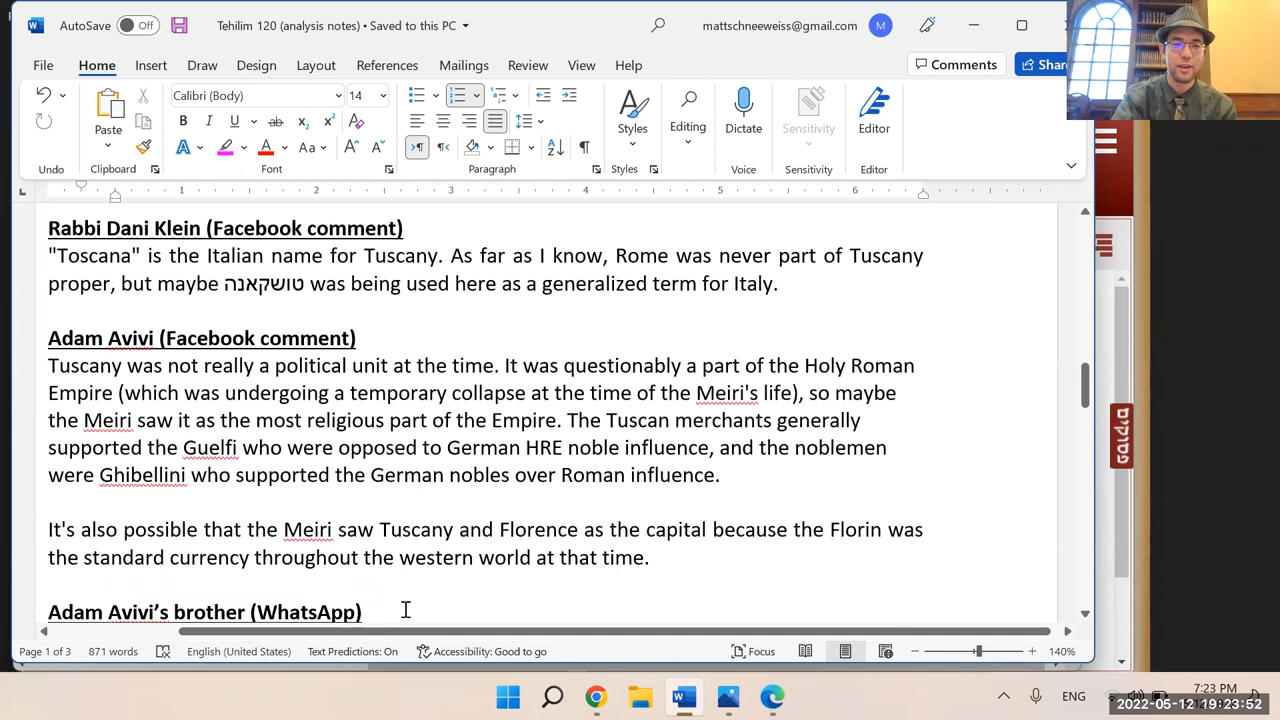 AutoSave Off Tehilim 120 (analysis notes) • Saved to this PC mattschneeweiss@gmail.com M
File Home Insert Draw Design Layout References Mailings Review View Help Comments Shar
Calibri (Body) 14
Paste Styles Editing Dictate Sensitivity Editor
Undo Clipboard Font Paragraph Styles Voice Sensitivity Editor
1 2 3 4 5 6
Rabbi Dani Klein (Facebook comment)
"Toscana" is the Italian name for Tuscany. As far as I know, Rome was never part of Tuscany
proper, but maybe טושקאנה was being used here as a generalized term for Italy.
Adam Avivi (Facebook comment)
Tuscany was not really a political unit at the time. It was questionably a part of the Holy Roman
Empire (which was undergoing a temporary collapse at the time of the Meiri's life), so maybe
the Meiri saw it as the most religious part of the Empire. The Tuscan merchants generally
supported the Guelfi who were opposed to German HRE noble influence, and the noblemen
were Ghibellini who supported the German nobles over Roman influence.
It's also possible that the Meiri saw Tuscany and Florence as the capital because the Florin was
the standard currency throughout the western world at that time.
Adam Avivi’s brother (WhatsApp)
Page 1 of 3 871 words English (United States) Text Predictions: On Accessibility: Good to go Focus 140%
ENG 7:23 PM
2022-05-12 19:23:52